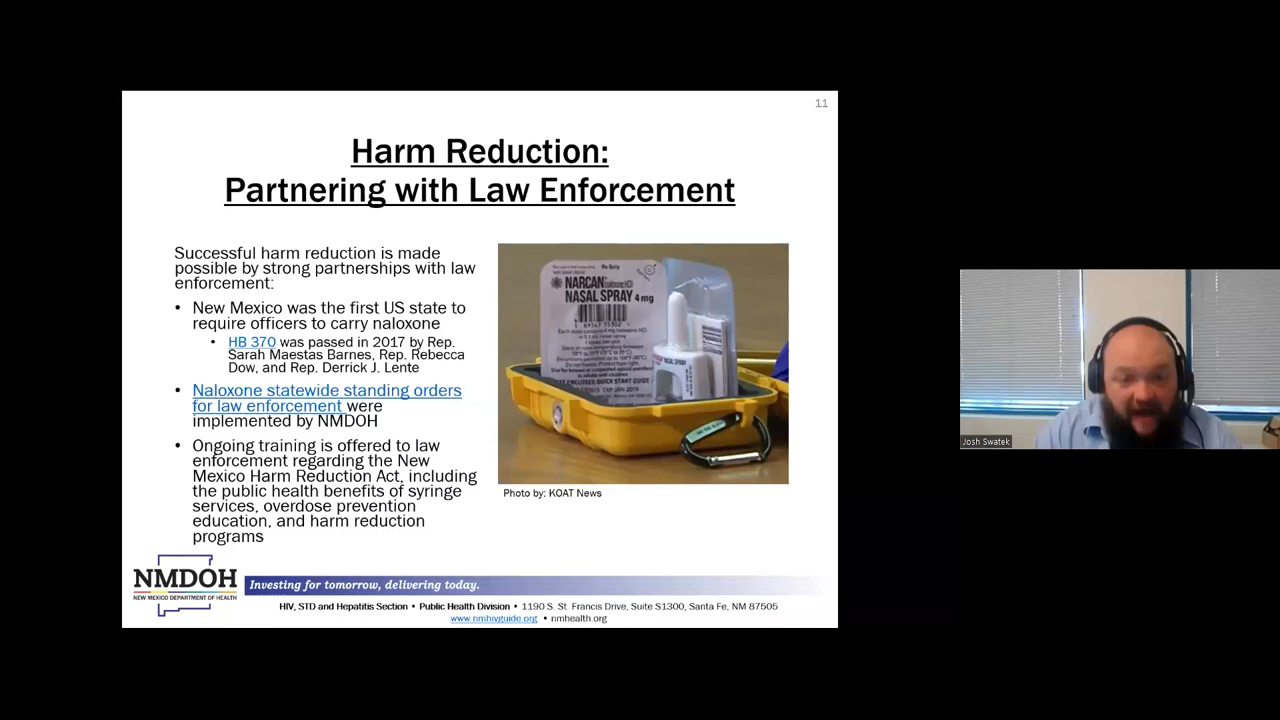 11
Harm Reduction:
Partnering with Law Enforcement
Successful harm reduction is made
possible by strong partnerships with law
enforcement:
• New Mexico was the first US state to
require officers to carry naloxone
• HB 370 was passed in 2017 by Rep.
Sarah Maestas Barnes, Rep. Rebecca
Dow, and Rep. Derrick J. Lente
• Naloxone statewide standing orders
for law enforcement were
implemented by NMDOH
• Ongoing training is offered to law
enforcement regarding the New
Mexico Harm Reduction Act, including
the public health benefits of syringe
services, overdose prevention
education, and harm reduction
programs
NARCAN
NASAL SPRAY 4 mg
Photo by: KOAT News
Josh Swatek
NMDOH
NEW MEXICO DEPARTMENT OF HEALTH
Investing for tomorrow, delivering today.
HIV, STD and Hepatitis Section • Public Health Division • 1190 S. St. Francis Drive, Suite S1300, Santa Fe, NM 87505
www.nmhivguide.org • nmhealth.org